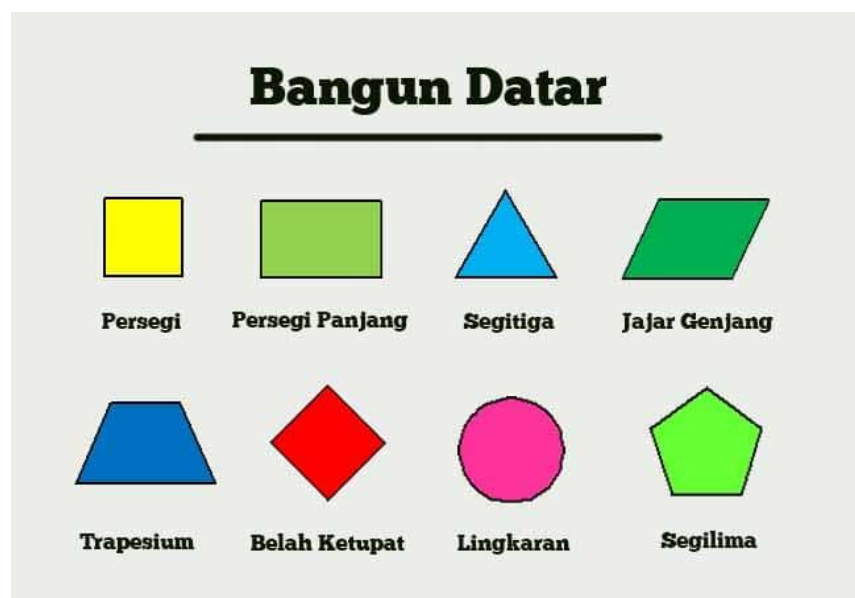 Bangun Datar
Persegi
Persegi Panjang
Segitiga
Jajar Genjang
Trapesium
Belah Ketupat
Lingkaran
Segilima